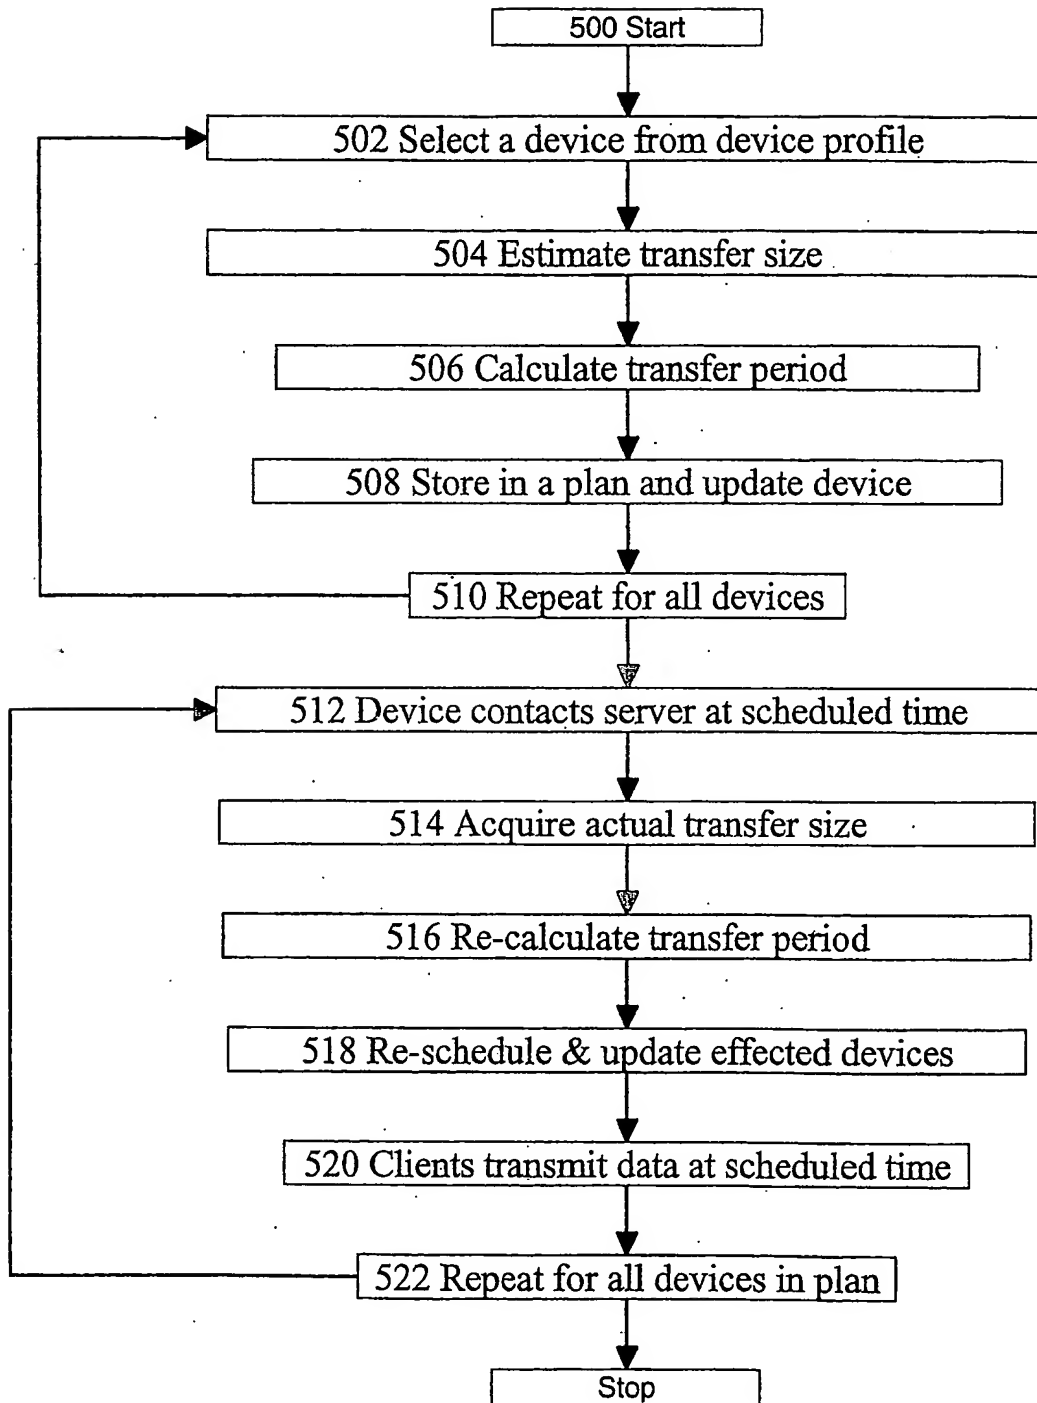 500 Start
502 Select a device from device profile
504 Estimate transfer size
506 Calculate transfer period
508 Store in a plan and update device
510 Repeat for all devices
512 Device contacts server at scheduled time
514 Acquire actual transfer size
516 Re-calculate transfer period
518 Re-schedule & update effected devices
520 Clients transmit data at scheduled time
522 Repeat for all devices in plan
Stop